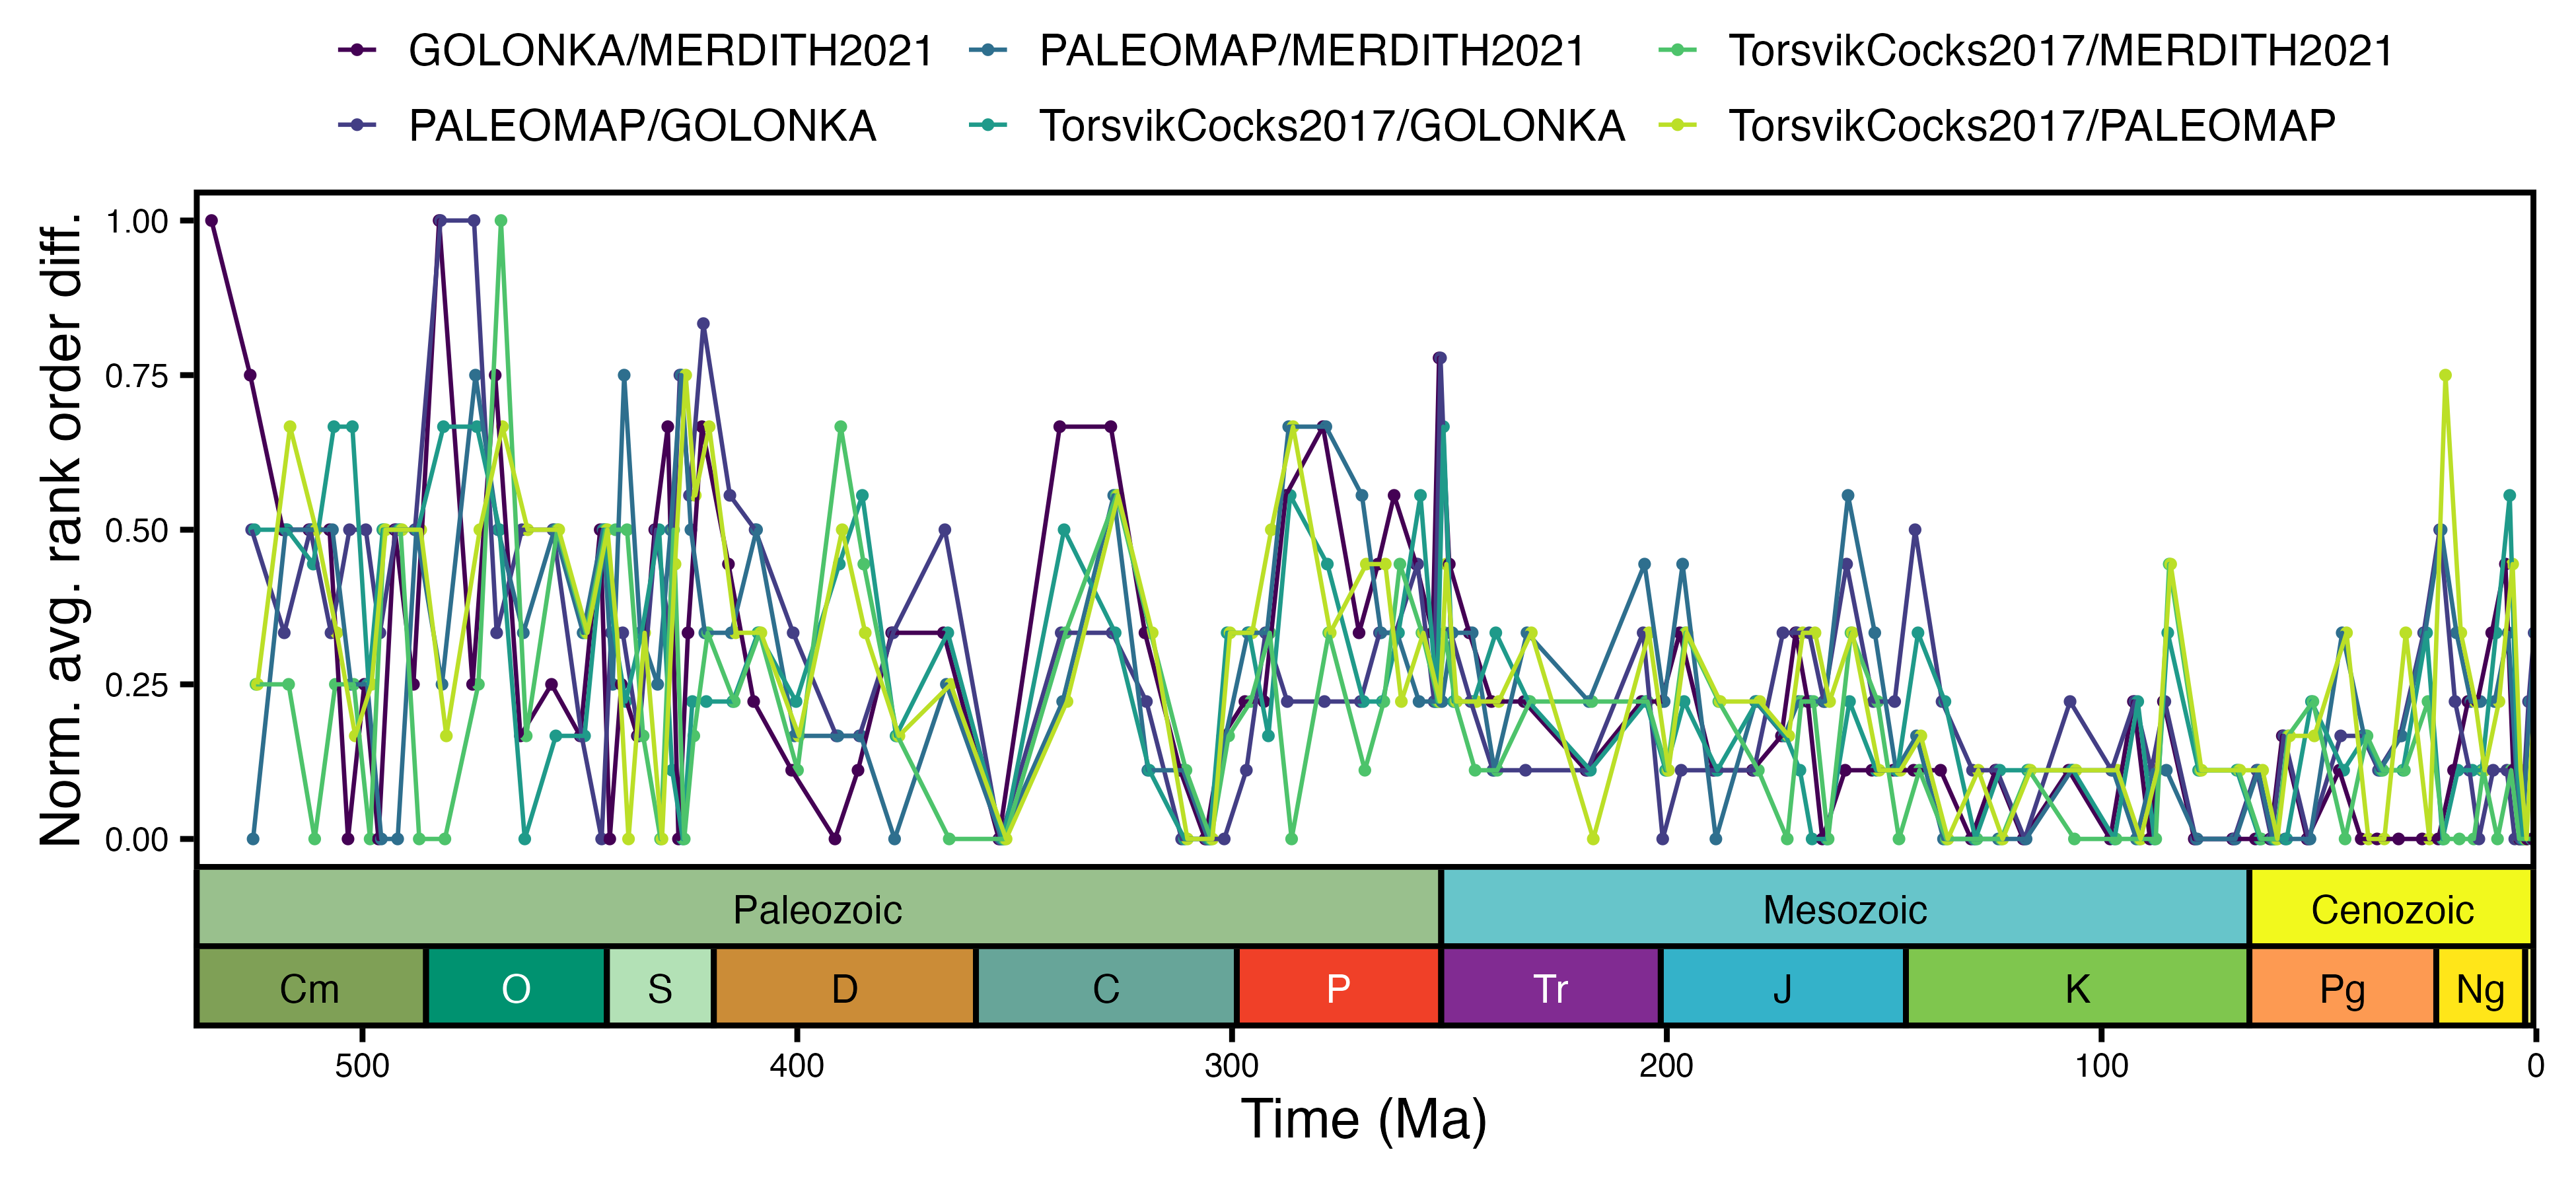 GOLONKA/MERDITH2021 PALEOMAP/MERDITH2021 TorsvikCocks2017/MERDITH2021
PALEOMAP/GOLONKA TorsvikCocks2017/GOLONKA TorsvikCocks2017/PALEOMAP
Norm. avg. rank order diff.
1.00
0.75
0.50
0.25
0.00
Paleozoic Mesozoic Cenozoic
Cm O S D C P Tr J K Pg Ng
500 400 300 200 100 0
Time (Ma)